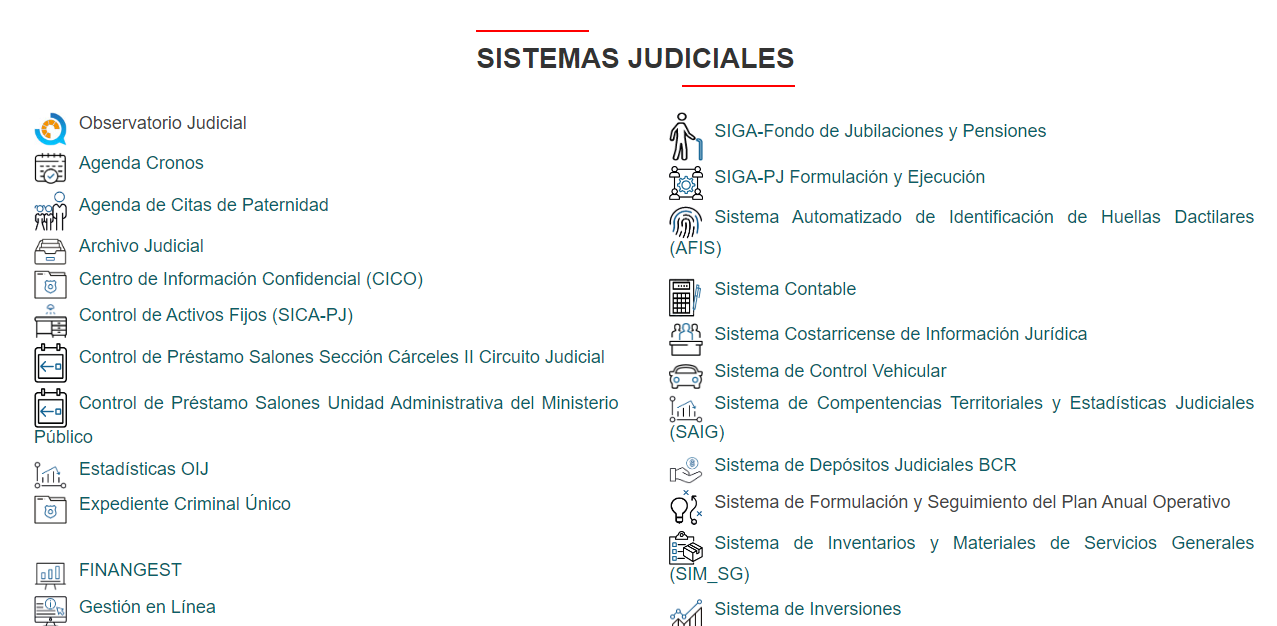 SISTEMAS JUDICIALES
Observatorio Judicial
Agenda Cronos
Agenda de Citas de Paternidad
Archivo Judicial
Centro de Información Confidencial (CICO)
Control de Activos Fijos (SICA-PJ)
Control de Préstamo Salones Sección Cárceles II Circuito Judicial
Control de Préstamo Salones Unidad Administrativa del Ministerio
Público
Estadísticas OIJ
Expediente Criminal Único
FINANGEST
Gestión en Línea
SIGA-Fondo de Jubilaciones y Pensiones
SIGA-PJ Formulación y Ejecución
Sistema Automatizado de Identificación de Huellas Dactilares
(AFIS)
Sistema Contable
Sistema Costarricense de Información Jurídica
Sistema de Control Vehicular
Sistema de Compentencias Territoriales y Estadísticas Judiciales
(SAIG)
Sistema de Depósitos Judiciales BCR
Sistema de Formulación y Seguimiento del Plan Anual Operativo
Sistema de Inventarios y Materiales de Servicios Generales
(SIM_SG)
Sistema de Inversiones